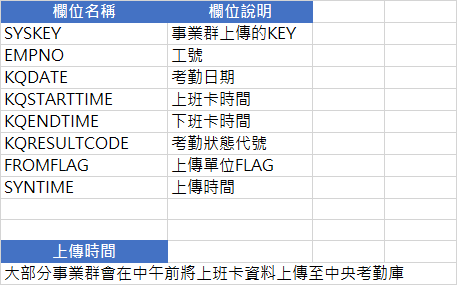 欄位名稱 欄位說明
SYSKEY 事業群上傳的KEY
EMPNO 工號
KQDATE 考勤日期
KQSTARTTIME 上班卡時間
KQENDTIME 下班卡時間
KQRESULTCODE 考勤狀態代號
FROMFLAG 上傳單位FLAG
SYNTIME 上傳時間
上傳時間
大部分事業群會在中午前將上班卡資料上傳至中央考勤庫